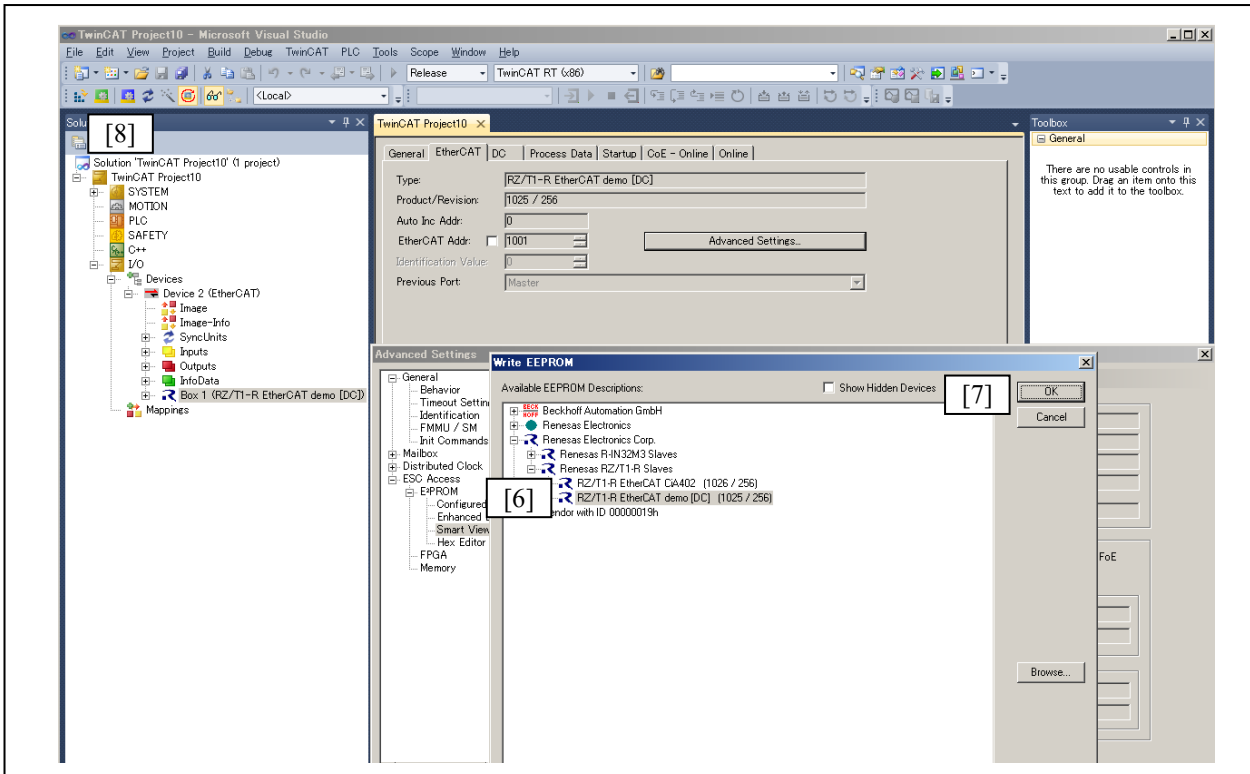 TwinCAT Project10 - Microsoft Visual Studio
File Edit View Project Build Debug TwinCAT PLC Tools Scope Window Help
Release TwinCAT RT (x86)
<Local>
Solu
[8]
Solution 'TwinCAT Project10' (1 project)
TwinCAT Project10
SYSTEM
MOTION
PLC
SAFETY
C++
I/O
Devices
Device 2 (EtherCAT)
Image
Image-Info
SyncUnits
Inputs
Outputs
InfoData
Box 1 (RZ/T1-R EtherCAT demo [DC])
Mappings
TwinCAT Project10
General EtherCAT DC Process Data Startup CoE - Online Online
Type: RZ/T1-R EtherCAT demo [DC]
Product/Revision: 1025 / 256
Auto Inc Addr: 0
EtherCAT Addr: 1001 Advanced Settings...
Identification Value: 0
Previous Port: Master
Toolbox
General
There are no usable controls in
this group. Drag an item onto this
text to add it to the toolbox.
Advanced Settings
General
Behavior
Timeout Settin
Identification
FMMU / SM
Init Commands
Mailbox
Distributed Clock
ESC Access
E²PROM
Configured
Enhanced
Smart View
Hex Editor
FPGA
Memory
Write EEPROM
Available EEPROM Descriptions: Show Hidden Devices
[7]
OK
Cancel
BECK
HOFF
Beckhoff Automation GmbH
Renesas Electronics
Renesas Electronics Corp.
Renesas R-IN32M3 Slaves
Renesas RZ/T1-R Slaves
RZ/T1-R EtherCAT CiA402 (1026 / 256)
[6]
RZ/T1-R EtherCAT demo [DC] (1025 / 256)
endor with ID 00000019h
Browse...
FoE